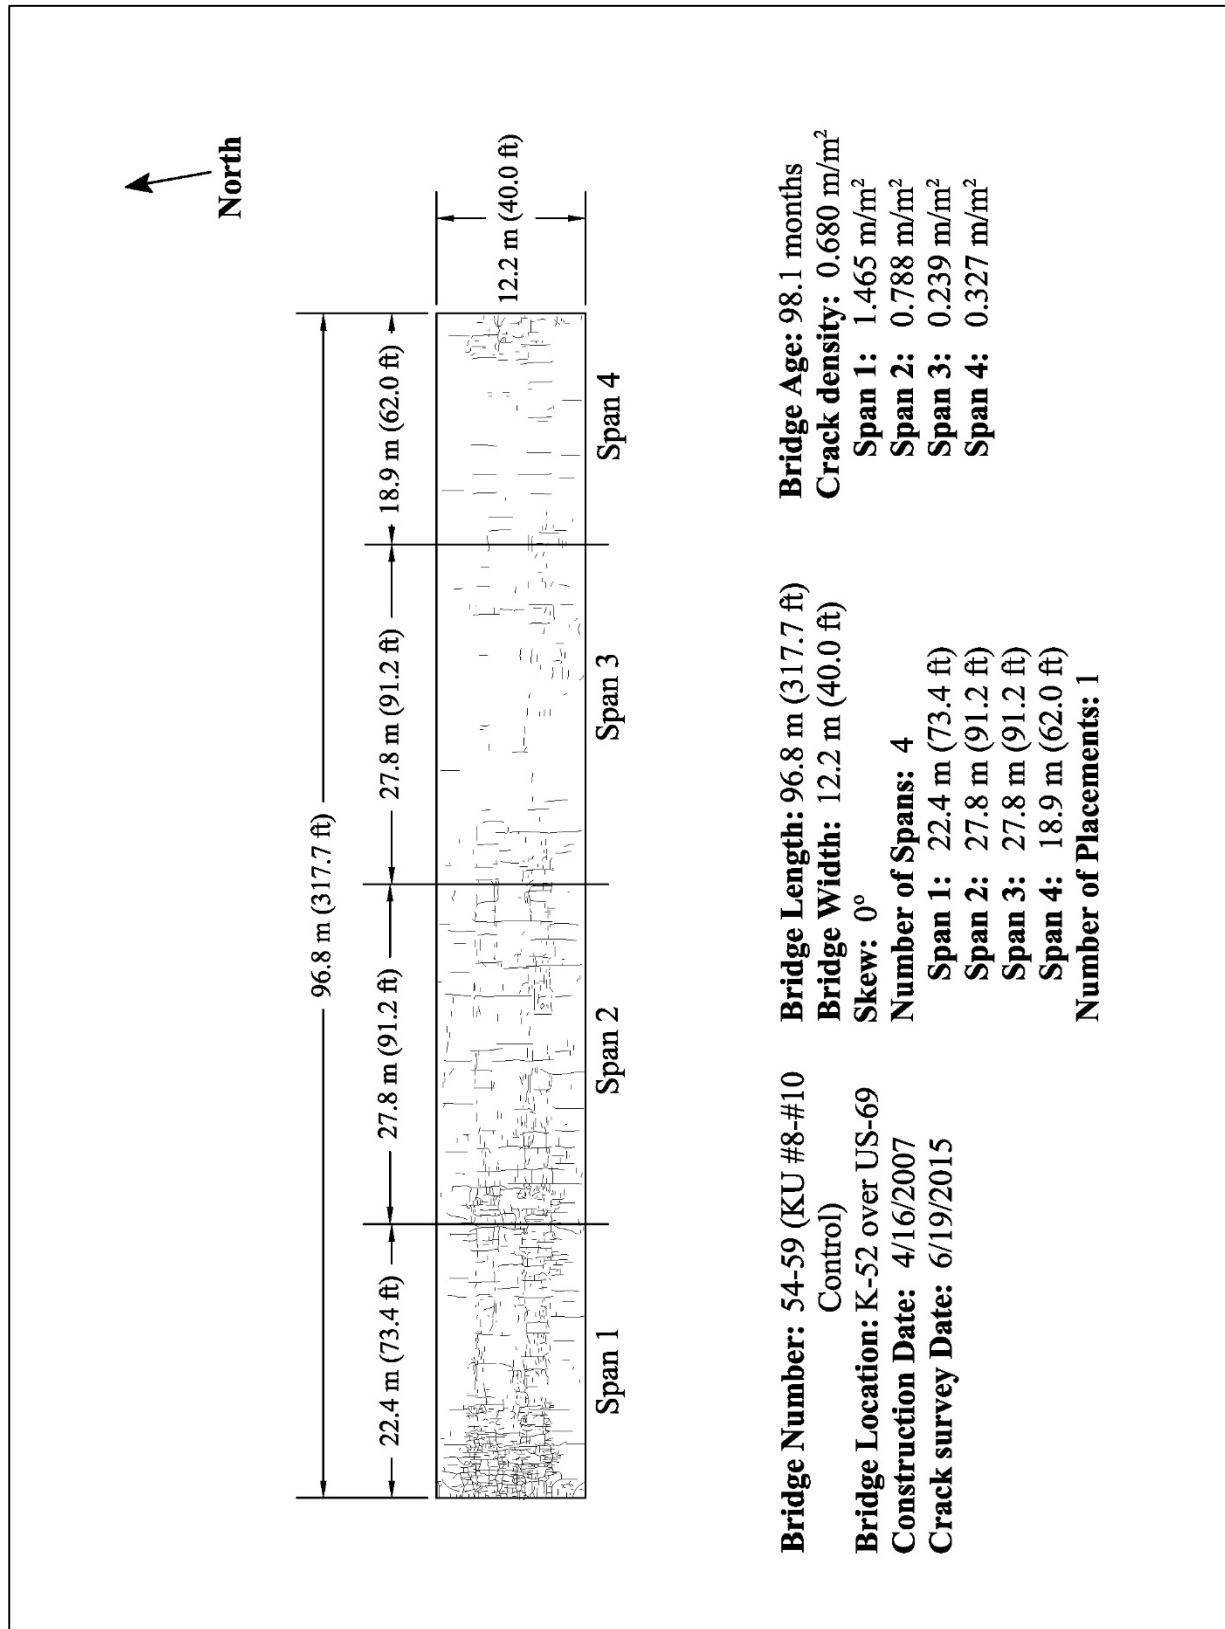 North
96.8 m (317.7 ft)
22.4 m (73.4 ft)
27.8 m (91.2 ft)
27.8 m (91.2 ft)
18.9 m (62.0 ft)
12.2 m (40.0 ft)
Span 1
Span 2
Span 3
Span 4
Bridge Number: 54-59 (KU #8-#10
Control)
Bridge Location: K-52 over US-69
Construction Date: 4/16/2007
Crack survey Date: 6/19/2015
Bridge Length: 96.8 m (317.7 ft)
Bridge Width: 12.2 m (40.0 ft)
Skew: 0º
Number of Spans: 4
Span 1: 22.4 m (73.4 ft)
Span 2: 27.8 m (91.2 ft)
Span 3: 27.8 m (91.2 ft)
Span 4: 18.9 m (62.0 ft)
Number of Placements: 1
Bridge Age: 98.1 months
Crack density: 0.680 m/m²
Span 1: 1.465 m/m²
Span 2: 0.788 m/m²
Span 3: 0.239 m/m²
Span 4: 0.327 m/m²